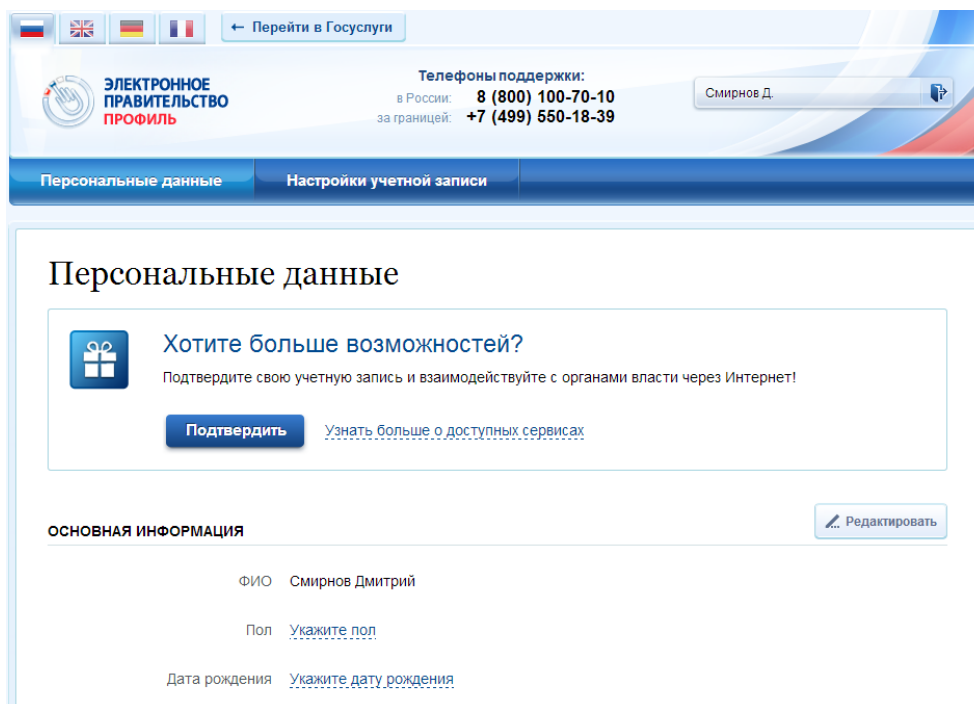 ← Перейти в Госуслуги
ЭЛЕКТРОННОЕ
ПРАВИТЕЛЬСТВО
ПРОФИЛЬ
Телефоны поддержки:
в России: 8 (800) 100-70-10
за границей: +7 (499) 550-18-39
Смирнов Д.
Персональные данные
Настройки учетной записи
Персональные данные
Хотите больше возможностей?
Подтвердите свою учетную запись и взаимодействуйте с органами власти через Интернет!
Подтвердить
Узнать больше о доступных сервисах
ОСНОВНАЯ ИНФОРМАЦИЯ
Редактировать
ФИО Смирнов Дмитрий
Пол Укажите пол
Дата рождения Укажите дату рождения